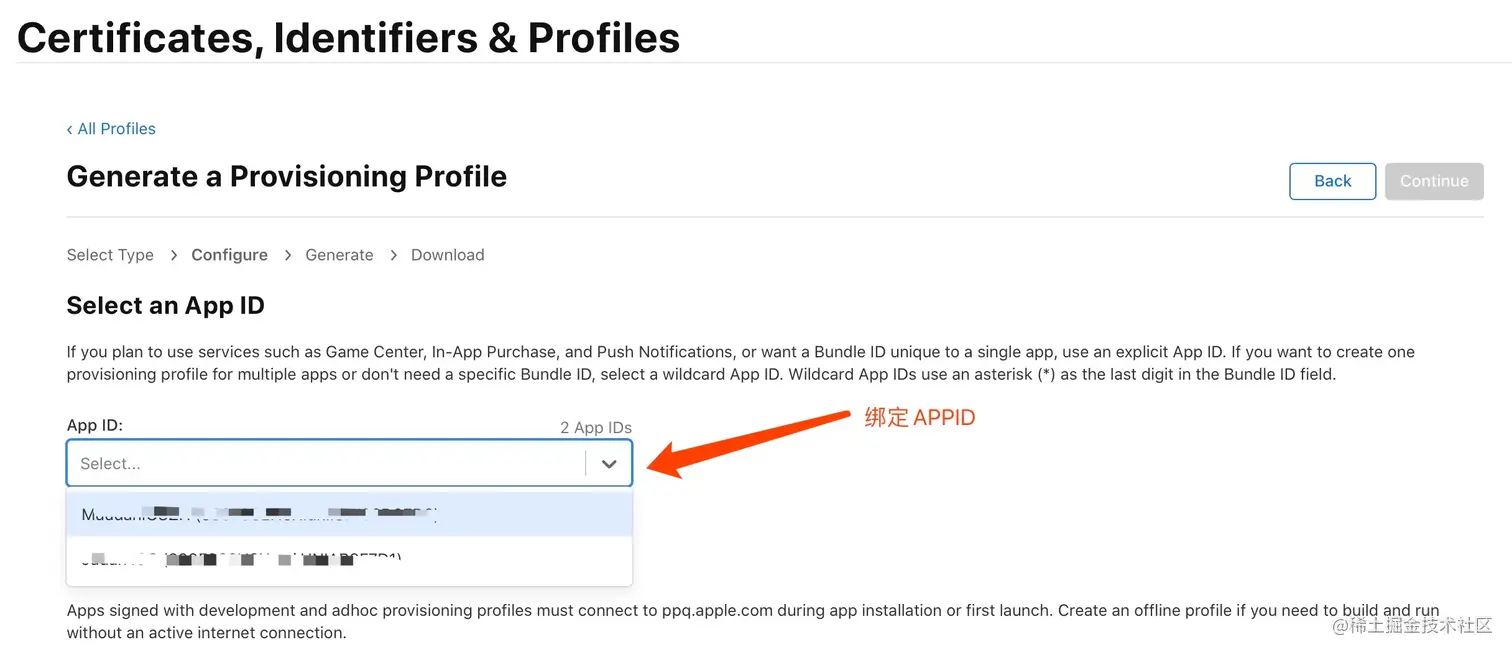 Certificates, Identifiers & Profiles
‹ All Profiles
Generate a Provisioning Profile
Back
Continue
Select Type > Configure > Generate > Download
Select an App ID
If you plan to use services such as Game Center, In-App Purchase, and Push Notifications, or want a Bundle ID unique to a single app, use an explicit App ID. If you want to create one
provisioning profile for multiple apps or don't need a specific Bundle ID, select a wildcard App ID. Wildcard App IDs use an asterisk (*) as the last digit in the Bundle ID field.
绑定 APPID
App ID:
2 App IDs
Select...
Apps signed with development and adhoc provisioning profiles must connect to ppq.apple.com during app installation or first launch. Create an offline profile if you need to build and run
without an active internet connection.
@稀土掘金技术社区